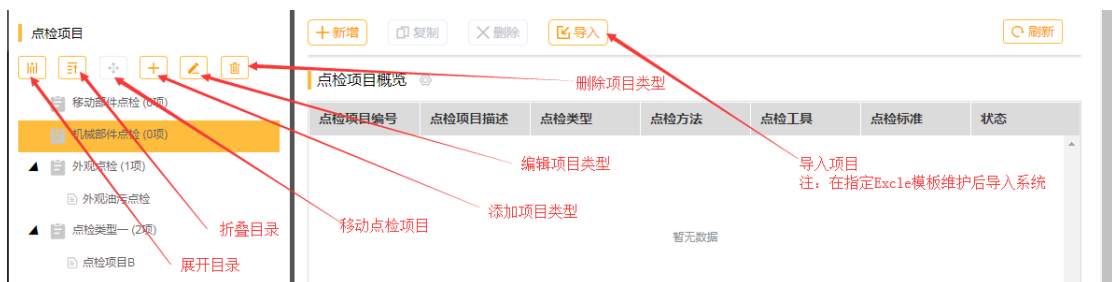 点检项目
新增
复制
删除
导入
刷新
点检项目概览
删除项目类型
移动部件点检 (0项)
点检项目编号
点检项目描述
点检类型
点检方法
点检工具
点检标准
状态
机械部件点检 (0项)
编辑项目类型
导入项目
外观点检 (1项)
注：在指定Excle模板维护后导入系统
外观油污点检
添加项目类型
移动点检项目
点检类型一 (2项)
折叠目录
暂无数据
点检项目B
展开目录